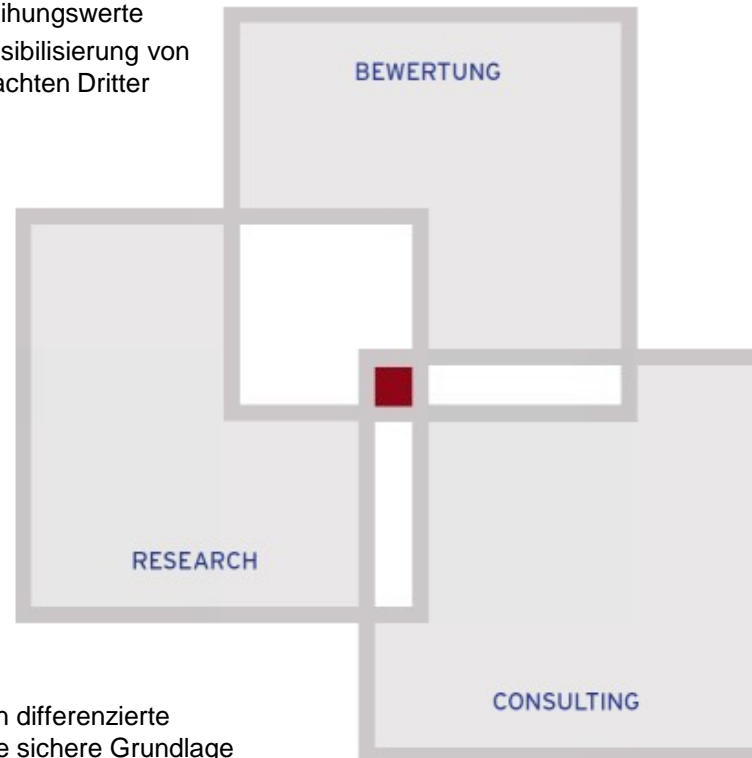 ihungswerte
sibilisierung von
achten Dritter
BEWERTUNG
RESEARCH
CONSULTING
n differenzierte
e sichere Grundlage